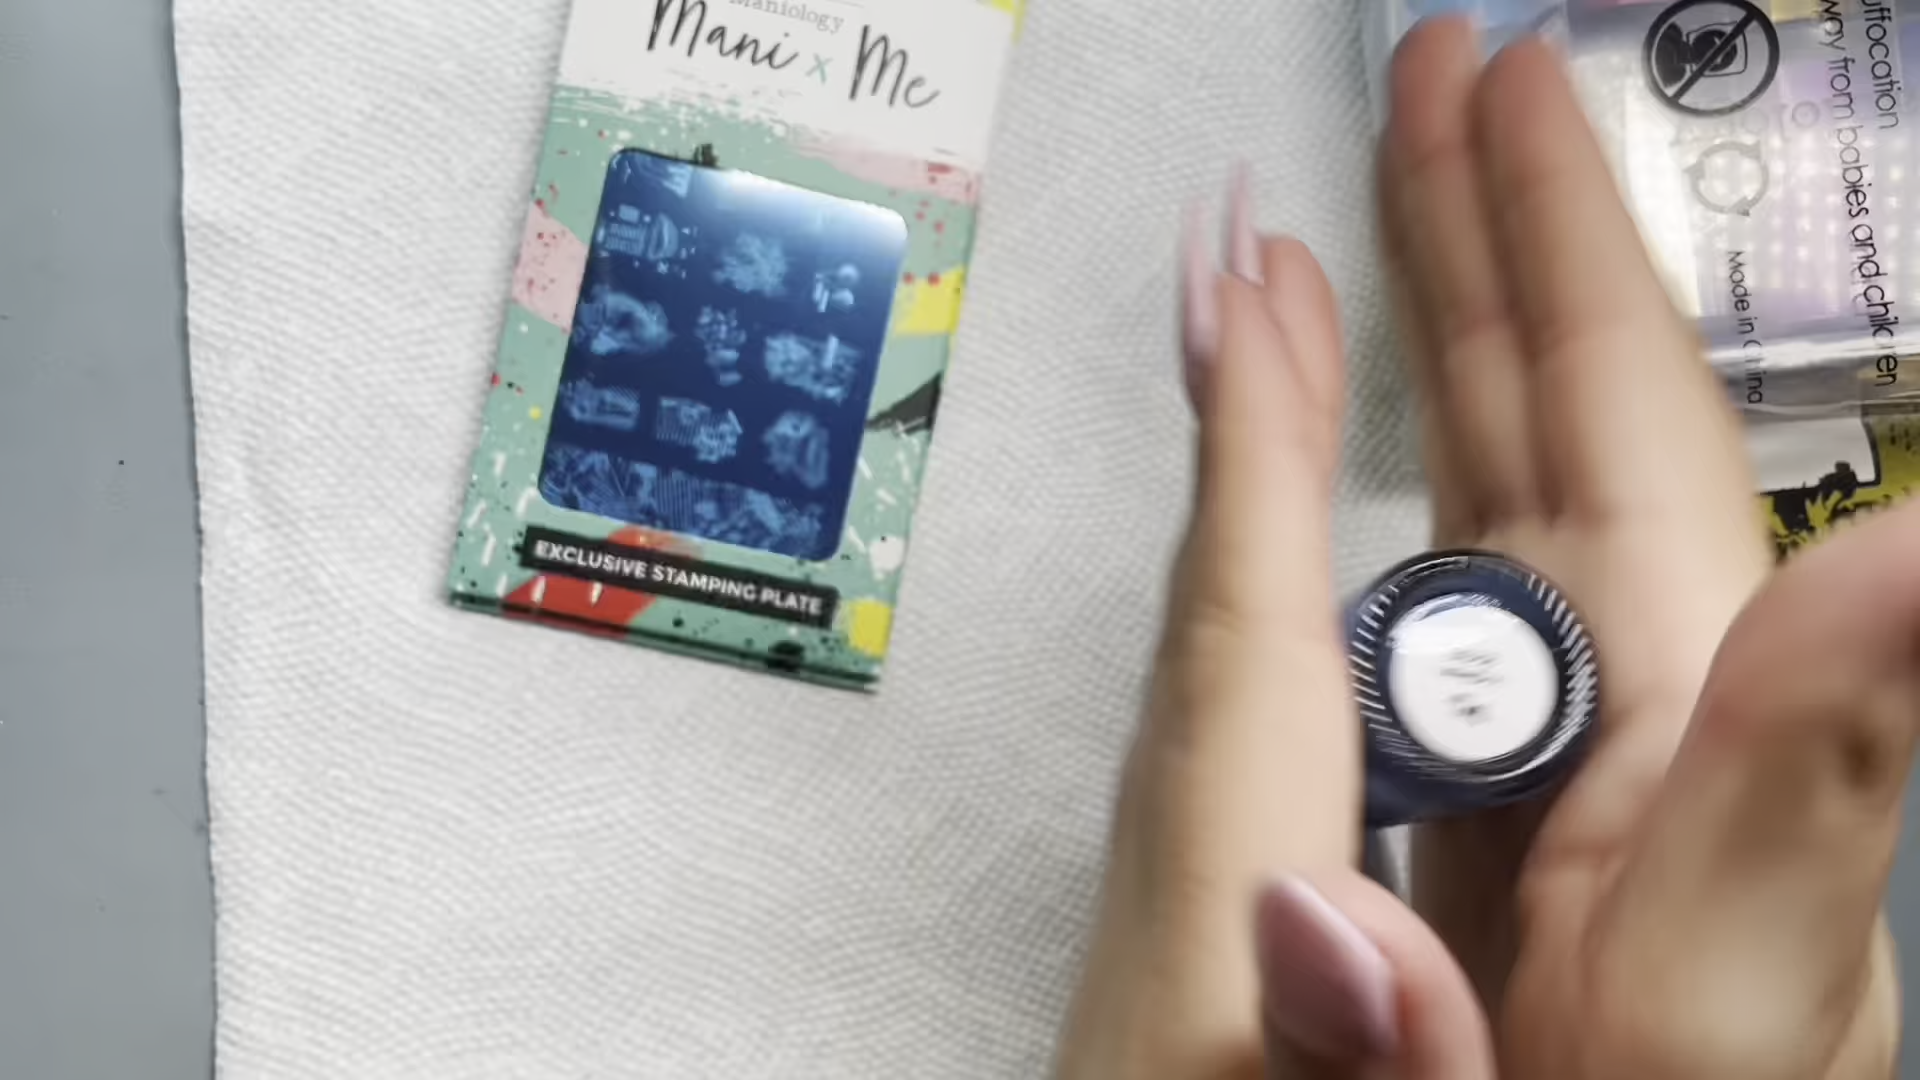 Maniology
Mani x Me
EXCLUSIVE STAMPING PLATE
uffocation
way from babies and children
Made in China